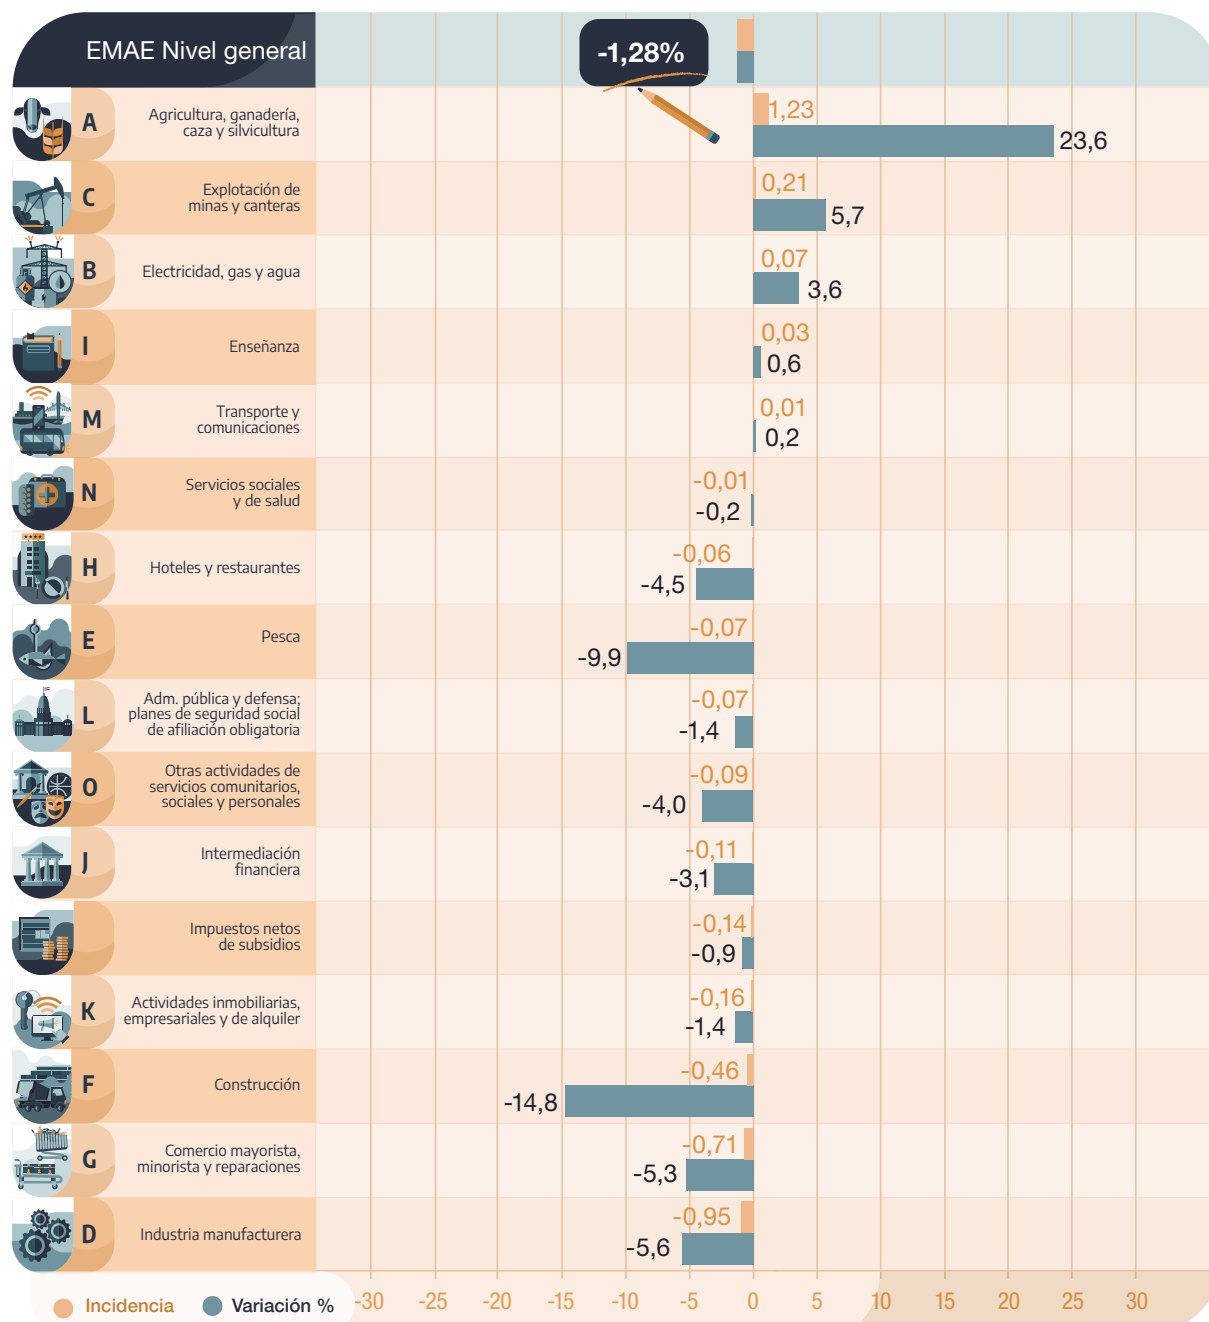 EMAE Nivel general
-1,28%
A
Agricultura, ganadería,
caza y silvicultura
1,23
23,6
C
Explotación de
minas y canteras
0,21
5,7
B
Electricidad, gas y agua
0,07
3,6
I
Enseñanza
0,03
0,6
M
Transporte y
comunicaciones
0,01
0,2
N
Servicios sociales
y de salud
-0,01
-0,2
H
Hoteles y restaurantes
-0,06
-4,5
E
Pesca
-0,07
-9,9
L
Adm. pública y defensa;
planes de seguridad social
de afiliación obligatoria
-0,07
-1,4
O
Otras actividades de
servicios comunitarios,
sociales y personales
-0,09
-4,0
J
Intermediación
financiera
-0,11
-3,1
Impuestos netos
de subsidios
-0,14
-0,9
K
Actividades inmobiliarias,
empresariales y de alquiler
-0,16
-1,4
F
Construcción
-0,46
-14,8
G
Comercio mayorista,
minorista y reparaciones
-0,71
-5,3
D
Industria manufacturera
-0,95
-5,6
Incidencia Variación %
-30 -25 -20 -15 -10 -5 0 5 10 15 20 25 30